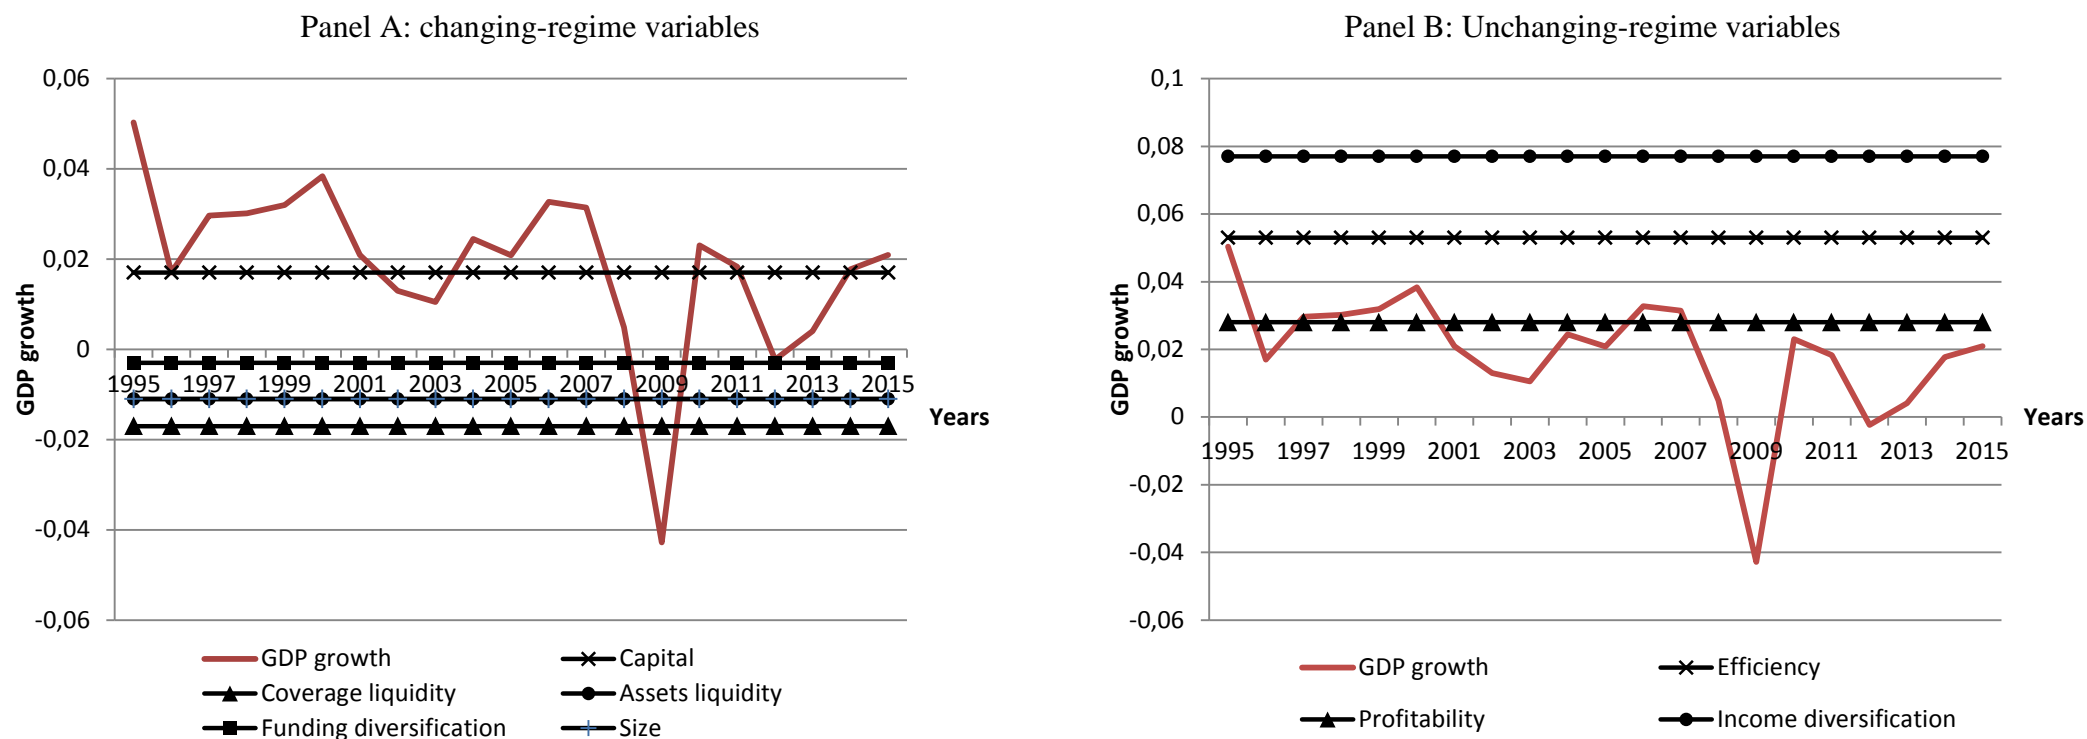 Panel A: changing-regime variables
0,06
0,04
0,02
0
-0,02
-0,04
-0,06
GDP growth
1995 1997 1999 2001 2003 2005 2007 2009 2011 2013 2015
Years
GDP growth
Capital
Coverage liquidity
Assets liquidity
Funding diversification
Size
Panel B: Unchanging-regime variables
0,1
0,08
0,06
0,04
0,02
0
-0,02
-0,04
-0,06
GDP growth
1995 1997 1999 2001 2003 2005 2007 2009 2011 2013 2015
Years
GDP growth
Efficiency
Profitability
Income diversification